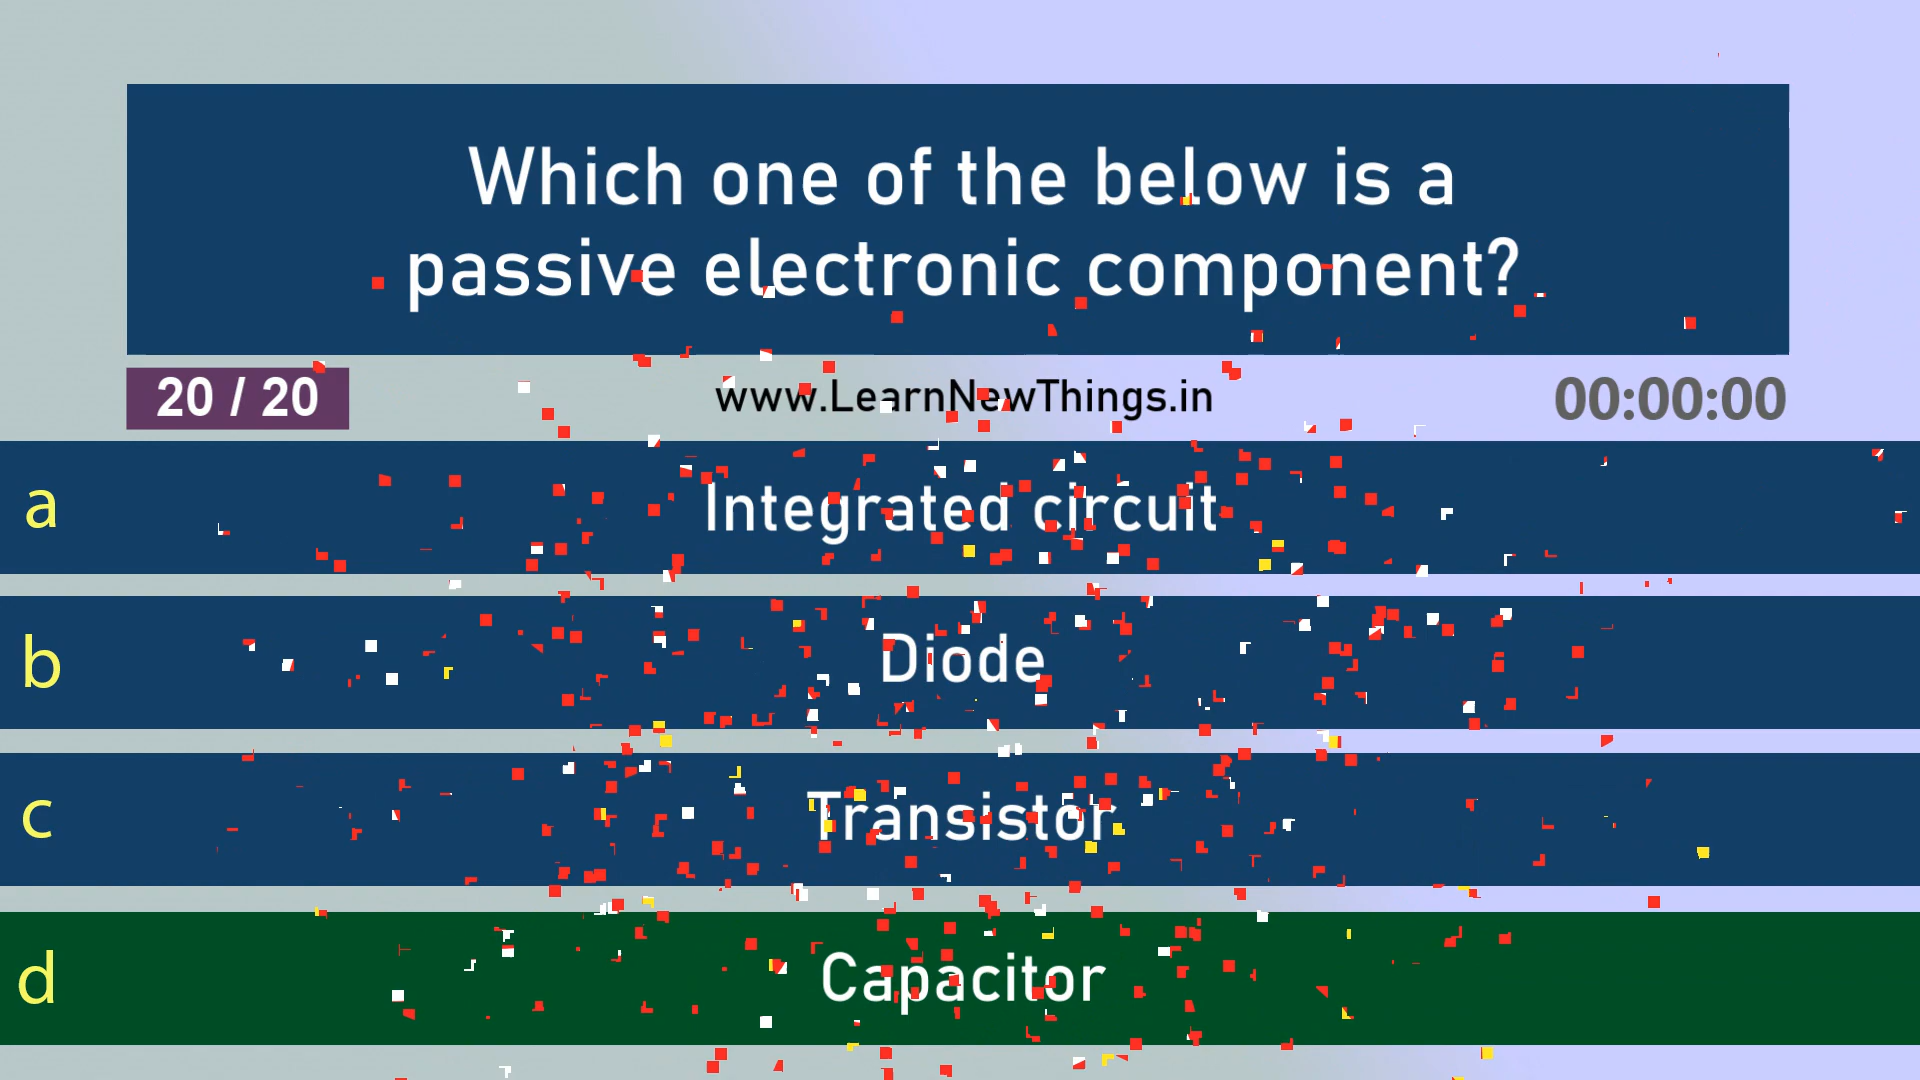 Which one of the below is a
passive electronic component?
20 / 20
www.LearnNewThings.in
00:00:00
a
Integrated circuit
b
Diode
c
Transistor
d
Capacitor